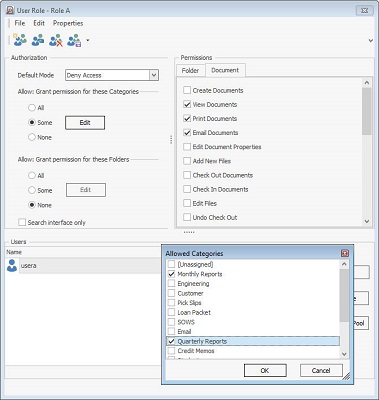 User Role - Role A
File Edit Properties
Authorization
Default Mode Deny Access
Allow: Grant permission for these Categories
All
Some Edit
None
Allow: Grant permission for these Folders
All
Some Edit
None
Search interface only
Permissions
Folder Document
Create Documents
View Documents
Print Documents
Email Documents
Edit Document Properties
Add New Files
Check Out Documents
Check In Documents
Edit Files
Undo Check Out
Users
Name
usera
Pool
Allowed Categories
[Unassigned]
Monthly Reports
Engineering
Customer
Pick Slips
Loan Packet
SOWS
Email
Quarterly Reports
Credit Memos
OK Cancel